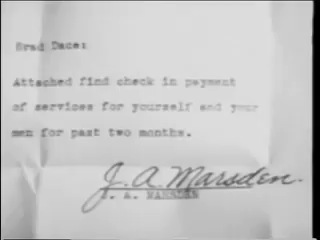 Brad Dace:
Attached find check in payment
of services for yourself and your
men for past two months.
J. A. Marsden.
J. A. MARSDEN